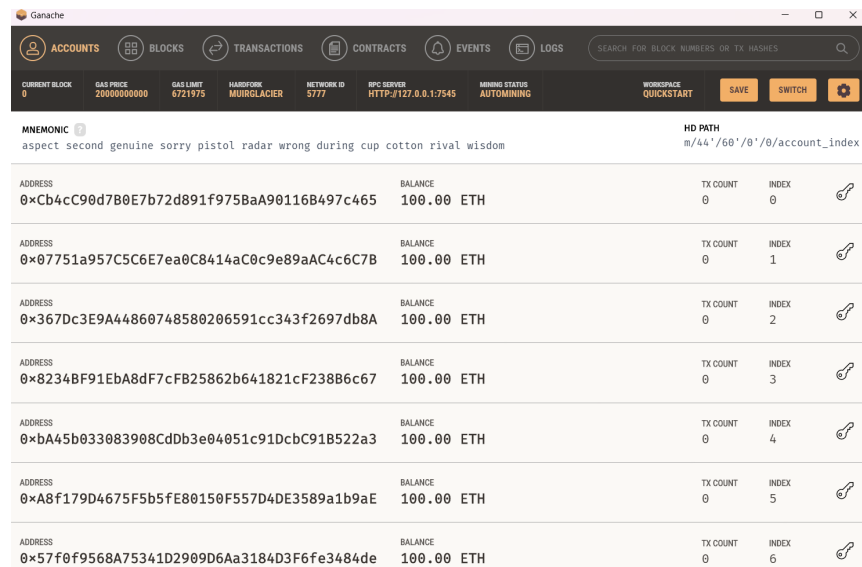 Ganache
ACCOUNTS BLOCKS TRANSACTIONS CONTRACTS EVENTS LOGS SEARCH FOR BLOCK NUMBERS OR TX HASHES
CURRENT BLOCK GAS PRICE GAS LIMIT HARDFORK NETWORK ID RPC SERVER MINING STATUS WORKSPACE
0 20000000000 6721975 MUIRGLACIER 5777 HTTP://127.0.0.1:7545 AUTOMINING QUICKSTART SAVE SWITCH
MNEMONIC ? HD PATH
aspect second genuine sorry pistol radar wrong during cup cotton rival wisdom m/44'/60'/0'/0/account_index
ADDRESS BALANCE TX COUNT INDEX
0×Cb4cC90d7B0E7b72d891f975BaA90116B497c465 100.00 ETH 0 0
ADDRESS BALANCE TX COUNT INDEX
0×07751a957C5C6E7ea0C8414aC0c9e89aAC4c6C7B 100.00 ETH 0 1
ADDRESS BALANCE TX COUNT INDEX
0×367Dc3E9A44860748580206591cc343f2697db8A 100.00 ETH 0 2
ADDRESS BALANCE TX COUNT INDEX
0×8234BF91EbA8dF7cFB25862b641821cF238B6c67 100.00 ETH 0 3
ADDRESS BALANCE TX COUNT INDEX
0×bA45b033083908CdDb3e04051c91DcbC91B522a3 100.00 ETH 0 4
ADDRESS BALANCE TX COUNT INDEX
0×A8f179D4675F5b5fE80150F557D4DE3589a1b9aE 100.00 ETH 0 5
ADDRESS BALANCE TX COUNT INDEX
0×57f0f9568A75341D2909D6Aa3184D3F6fe3484de 100.00 ETH 0 6